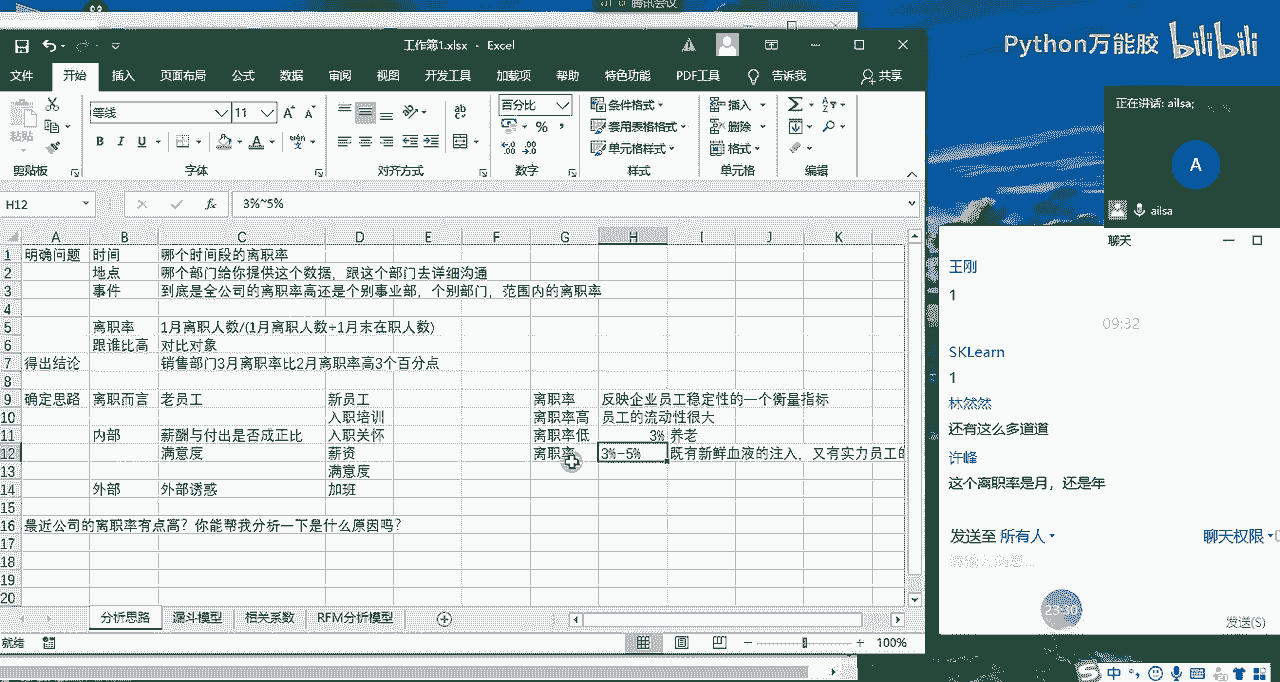 腾讯会议
工作簿1.xlsx - Excel
Python万能胶 bilibili
文件 开始 插入 页面布局 公式 数据 审阅 视图 开发工具 加载项 帮助 特色功能 PDF工具 告诉我 共享
正在讲话: ailsa;
A
ailsa
粘贴 等线 11 百分比 条件格式 插入
套用表格格式 删除
单元格样式 格式
剪贴板 字体 对齐方式 数字 样式 单元格 编辑
H12 3%~5%
A B C D E F G H I J K
1 明确问题 时间 哪个时间段的离职率
2 地点 哪个部门给你提供这个数据，跟这个部门去详细沟通
3 事件 到底是全公司的离职率高还是个别事业部，个别部门，范围内的离职率
4
5 离职率 1月离职人数/(1月离职人数+1月末在职人数)
6 跟谁比高 对比对象
7 得出结论 销售部门3月离职率比2月离职率高3个百分点
8
9 确定思路 离职而言 老员工 新员工 离职率 反映企业员工稳定性的一个衡量指标
10 入职培训 离职率高 员工的流动性很大
11 内部 薪酬与付出是否成正比 入职关怀 离职率低 3% 养老
12 满意度 薪资 离职率 3%-5% 既有新鲜血液的注入，又有实力员工的
13 满意度
14 外部 外部诱惑 加班
15
16 最近公司的离职率有点高？你能帮我分析一下是什么原因吗？
17
18
19
20
分析思路 漏斗模型 相关系数 RFM分析模型
就绪 100%
聊天
王刚
1
09:32
SKLearn
1
林然然
还有这么多道道
许峰
这个离职率是月，还是年
发送至 所有人 聊天权限
23:30
发送(S)
中